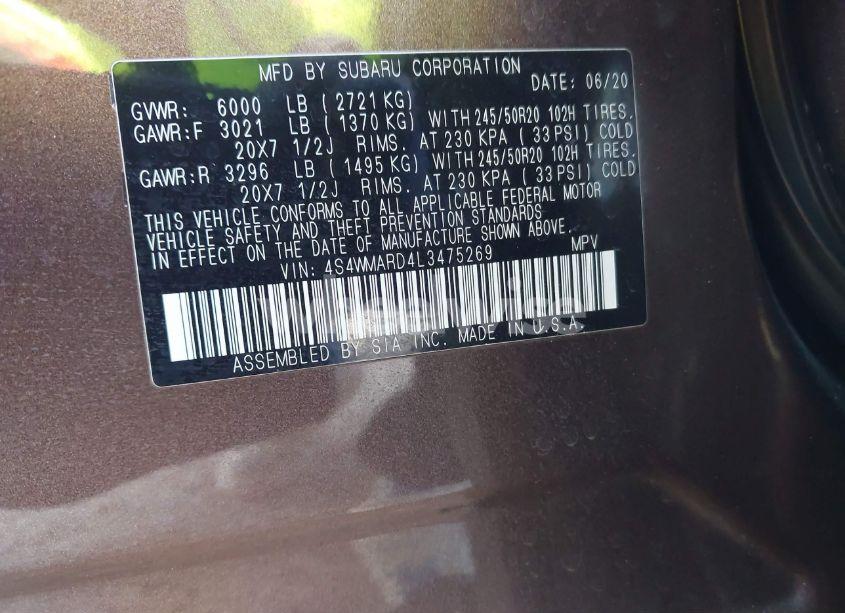 MFD BY SUBARU CORPORATION
DATE: 06/20
GVWR: 6000 LB ( 2721 KG)
GAWR:F 3021 LB ( 1370 KG) WITH 245/50R20 102H TIRES.
20X7 1/2J RIMS. AT 230 KPA ( 33 PSI) COLD
GAWR:R 3296 LB ( 1495 KG) WITH 245/50R20 102H TIRES.
20X7 1/2J RIMS. AT 230 KPA ( 33 PSI) COLD
THIS VEHICLE CONFORMS TO ALL APPLICABLE FEDERAL MOTOR
VEHICLE SAFETY AND THEFT PREVENTION STANDARDS
IN EFFECT ON THE DATE OF MANUFACTURE SHOWN ABOVE.
VIN: 4S4WMARD4L3475269 MPV
ASSEMBLED BY SIA INC. MADE IN U.S.A.